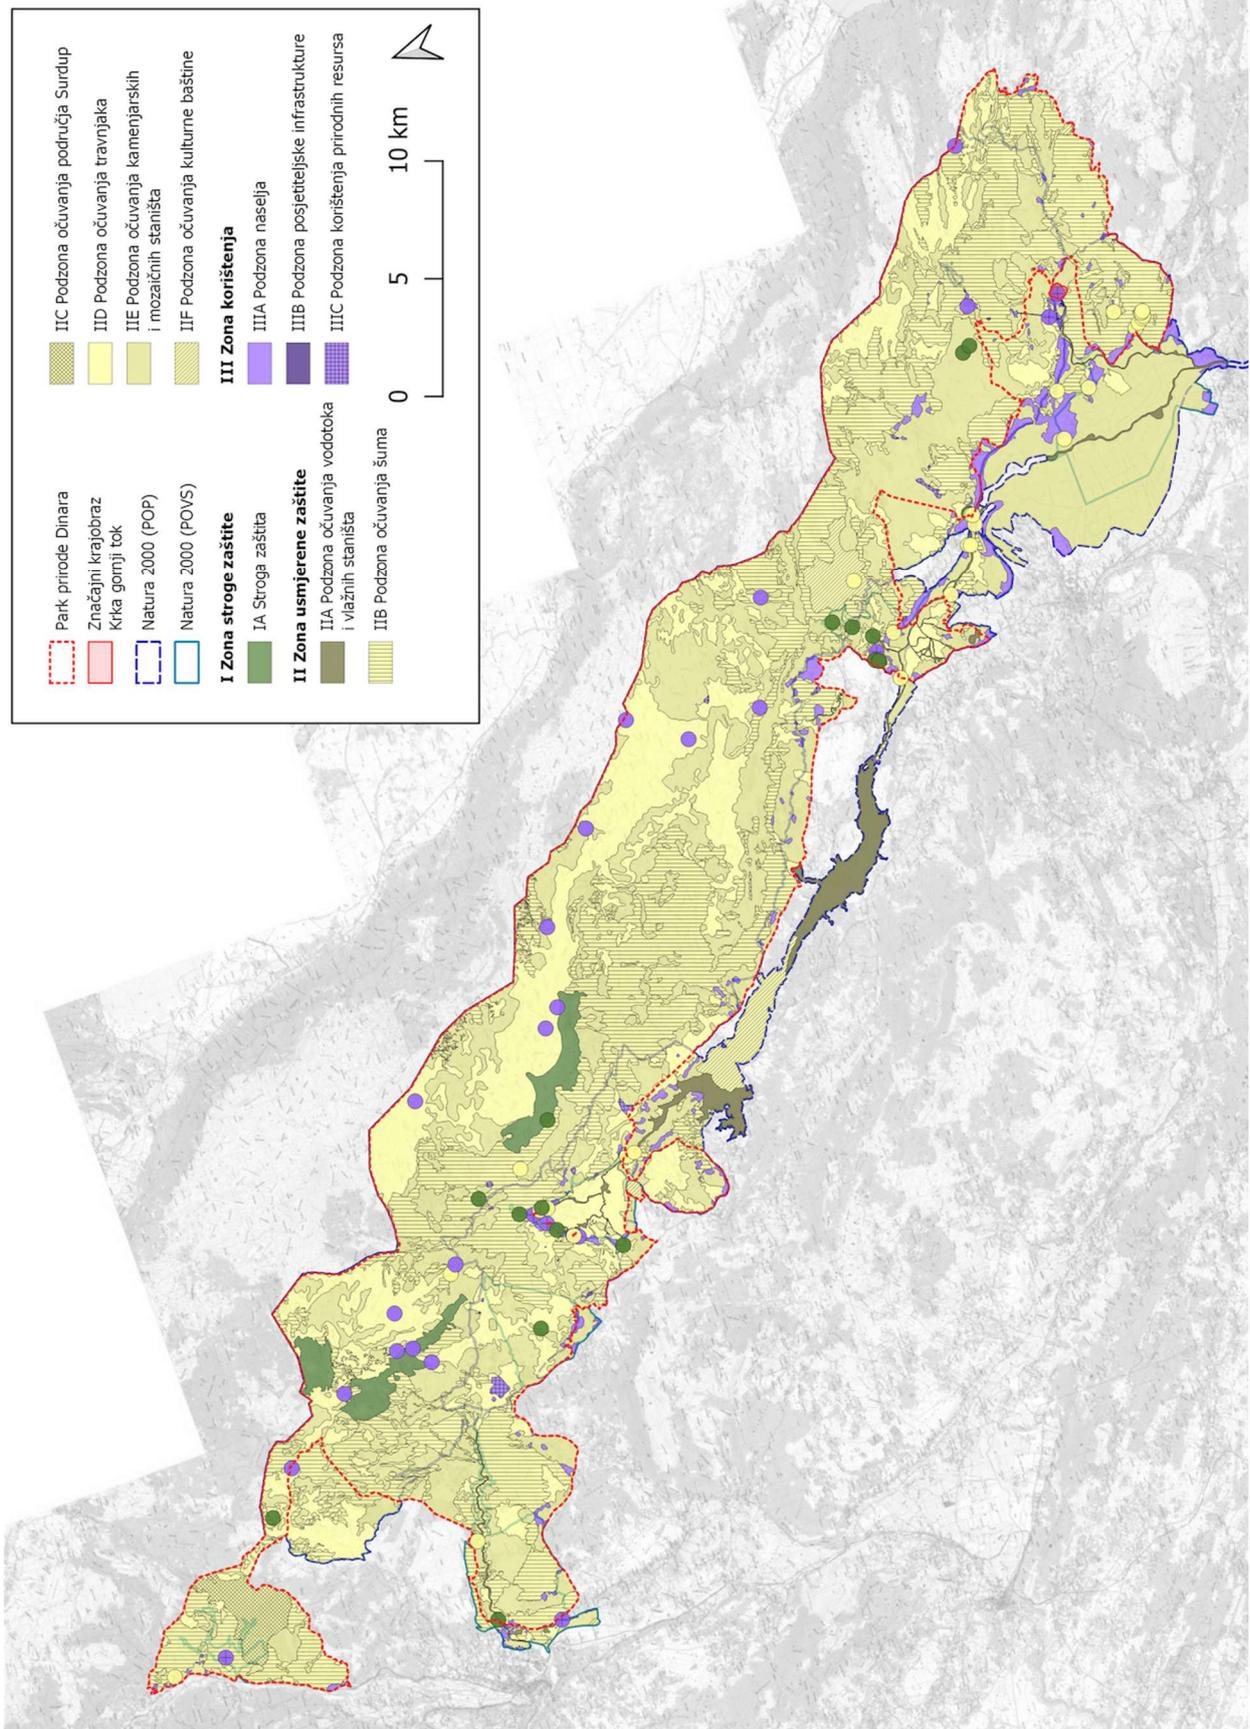 Park prirode Dinara
Značajni krajobraz
Krka gornji tok
Natura 2000 (POP)
Natura 2000 (POVS)
I Zona stroge zaštite
IA Stroga zaštita
II Zona usmjerene zaštite
IIA Podzona očuvanja vodotoka
i vlažnih staništa
IIB Podzona očuvanja šuma
IIC Podzona očuvanja područja Surdup
IID Podzona očuvanja travnjaka
IIE Podzona očuvanja kamenjarskih
i mozaičnih staništa
IIF Podzona očuvanja kulturne baštine
III Zona korištenja
IIIA Podzona naselja
IIIB Podzona posjetiteljske infrastrukture
IIIC Podzona korištenja prirodnih resursa
0 5 10 km